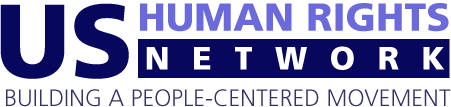 US HUMAN RIGHTS
NETWORK
BUILDING A PEOPLE-CENTERED MOVEMENT